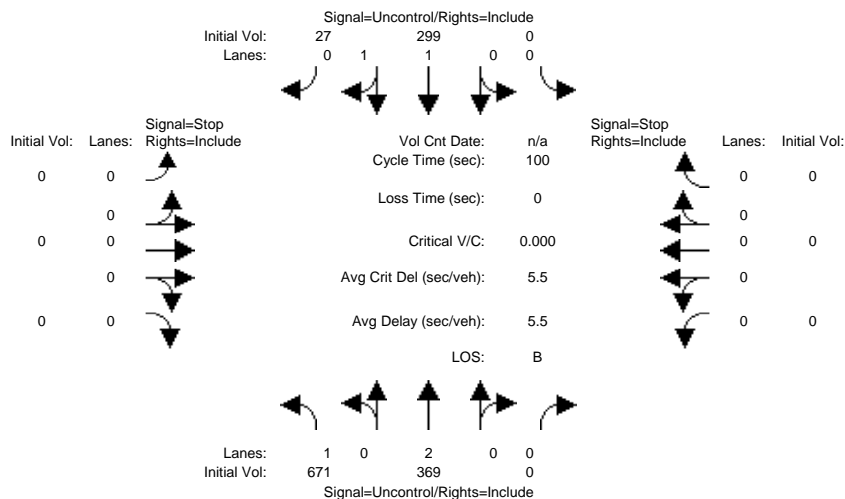 Signal=Uncontrol/Rights=Include
Initial Vol: 27 299 0
Lanes: 0 1 1 0 0
Signal=Stop Signal=Stop
Initial Vol: Lanes: Rights=Include Vol Cnt Date: n/a Rights=Include Lanes: Initial Vol:
Cycle Time (sec): 100
0 0 0 0
Loss Time (sec): 0
0 0
0 0 Critical V/C: 0.000 0 0
0 Avg Crit Del (sec/veh): 5.5 0
0 0 Avg Delay (sec/veh): 5.5 0 0
LOS: B
Lanes: 1 0 2 0 0
Initial Vol: 671 369 0
Signal=Uncontrol/Rights=Include